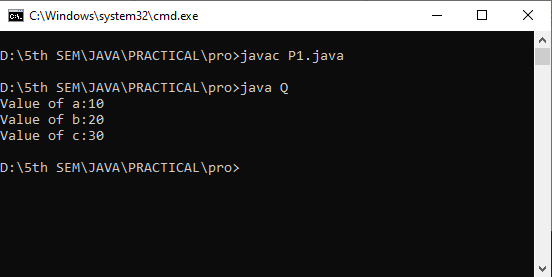 C:\Windows\system32\cmd.exe
D:\5th SEM\JAVA\PRACTICAL\pro>javac P1.java
D:\5th SEM\JAVA\PRACTICAL\pro>java Q
Value of a:10
Value of b:20
Value of c:30
D:\5th SEM\JAVA\PRACTICAL\pro>